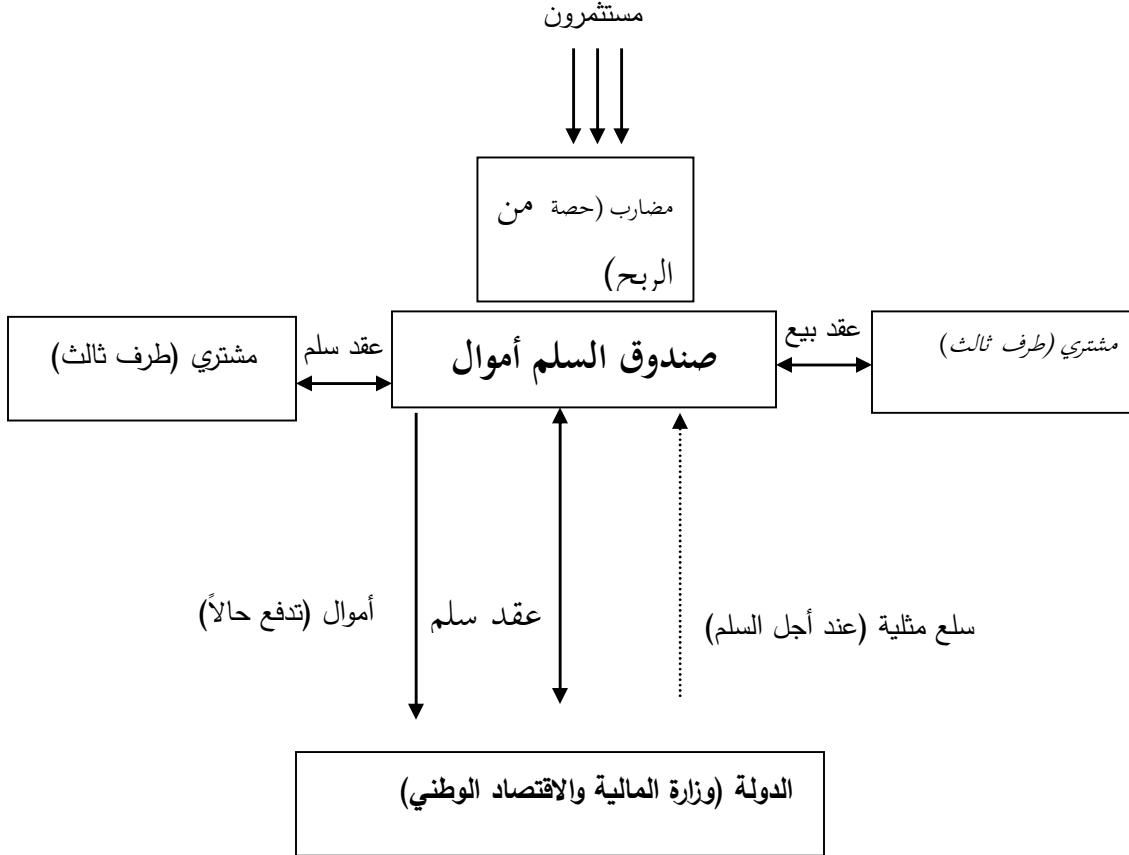 مستثمرون
مضارب (حصة من
الربح)
مشتري (طرف ثالث)
عقد بيع
صندوق السلم أموال
عقد سلم
مشتري (طرف ثالث)
سلع مثلية (عند أجل السلم)
عقد سلم
أموال (تدفع حالاً)
الدولة (وزارة المالية والاقتصاد الوطني)